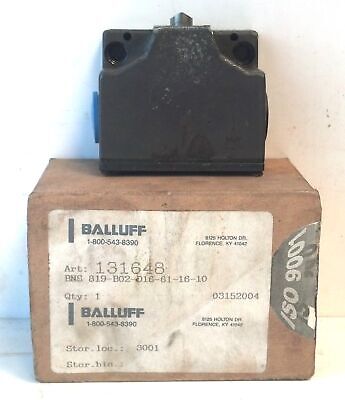 BALLUFF
1-800-543-8390
8125 HOLTON DR.
FLORENCE, KY 41042
Art: 131648
BNS 819-B02-D16-61-16-10
Qty: 1
03152004
BALLUFF
1-800-543-8390
8125 HOLTON DR.
FLORENCE, KY 41042
Stor.loc.: 3001
Stor.bin.:
ISO 9001